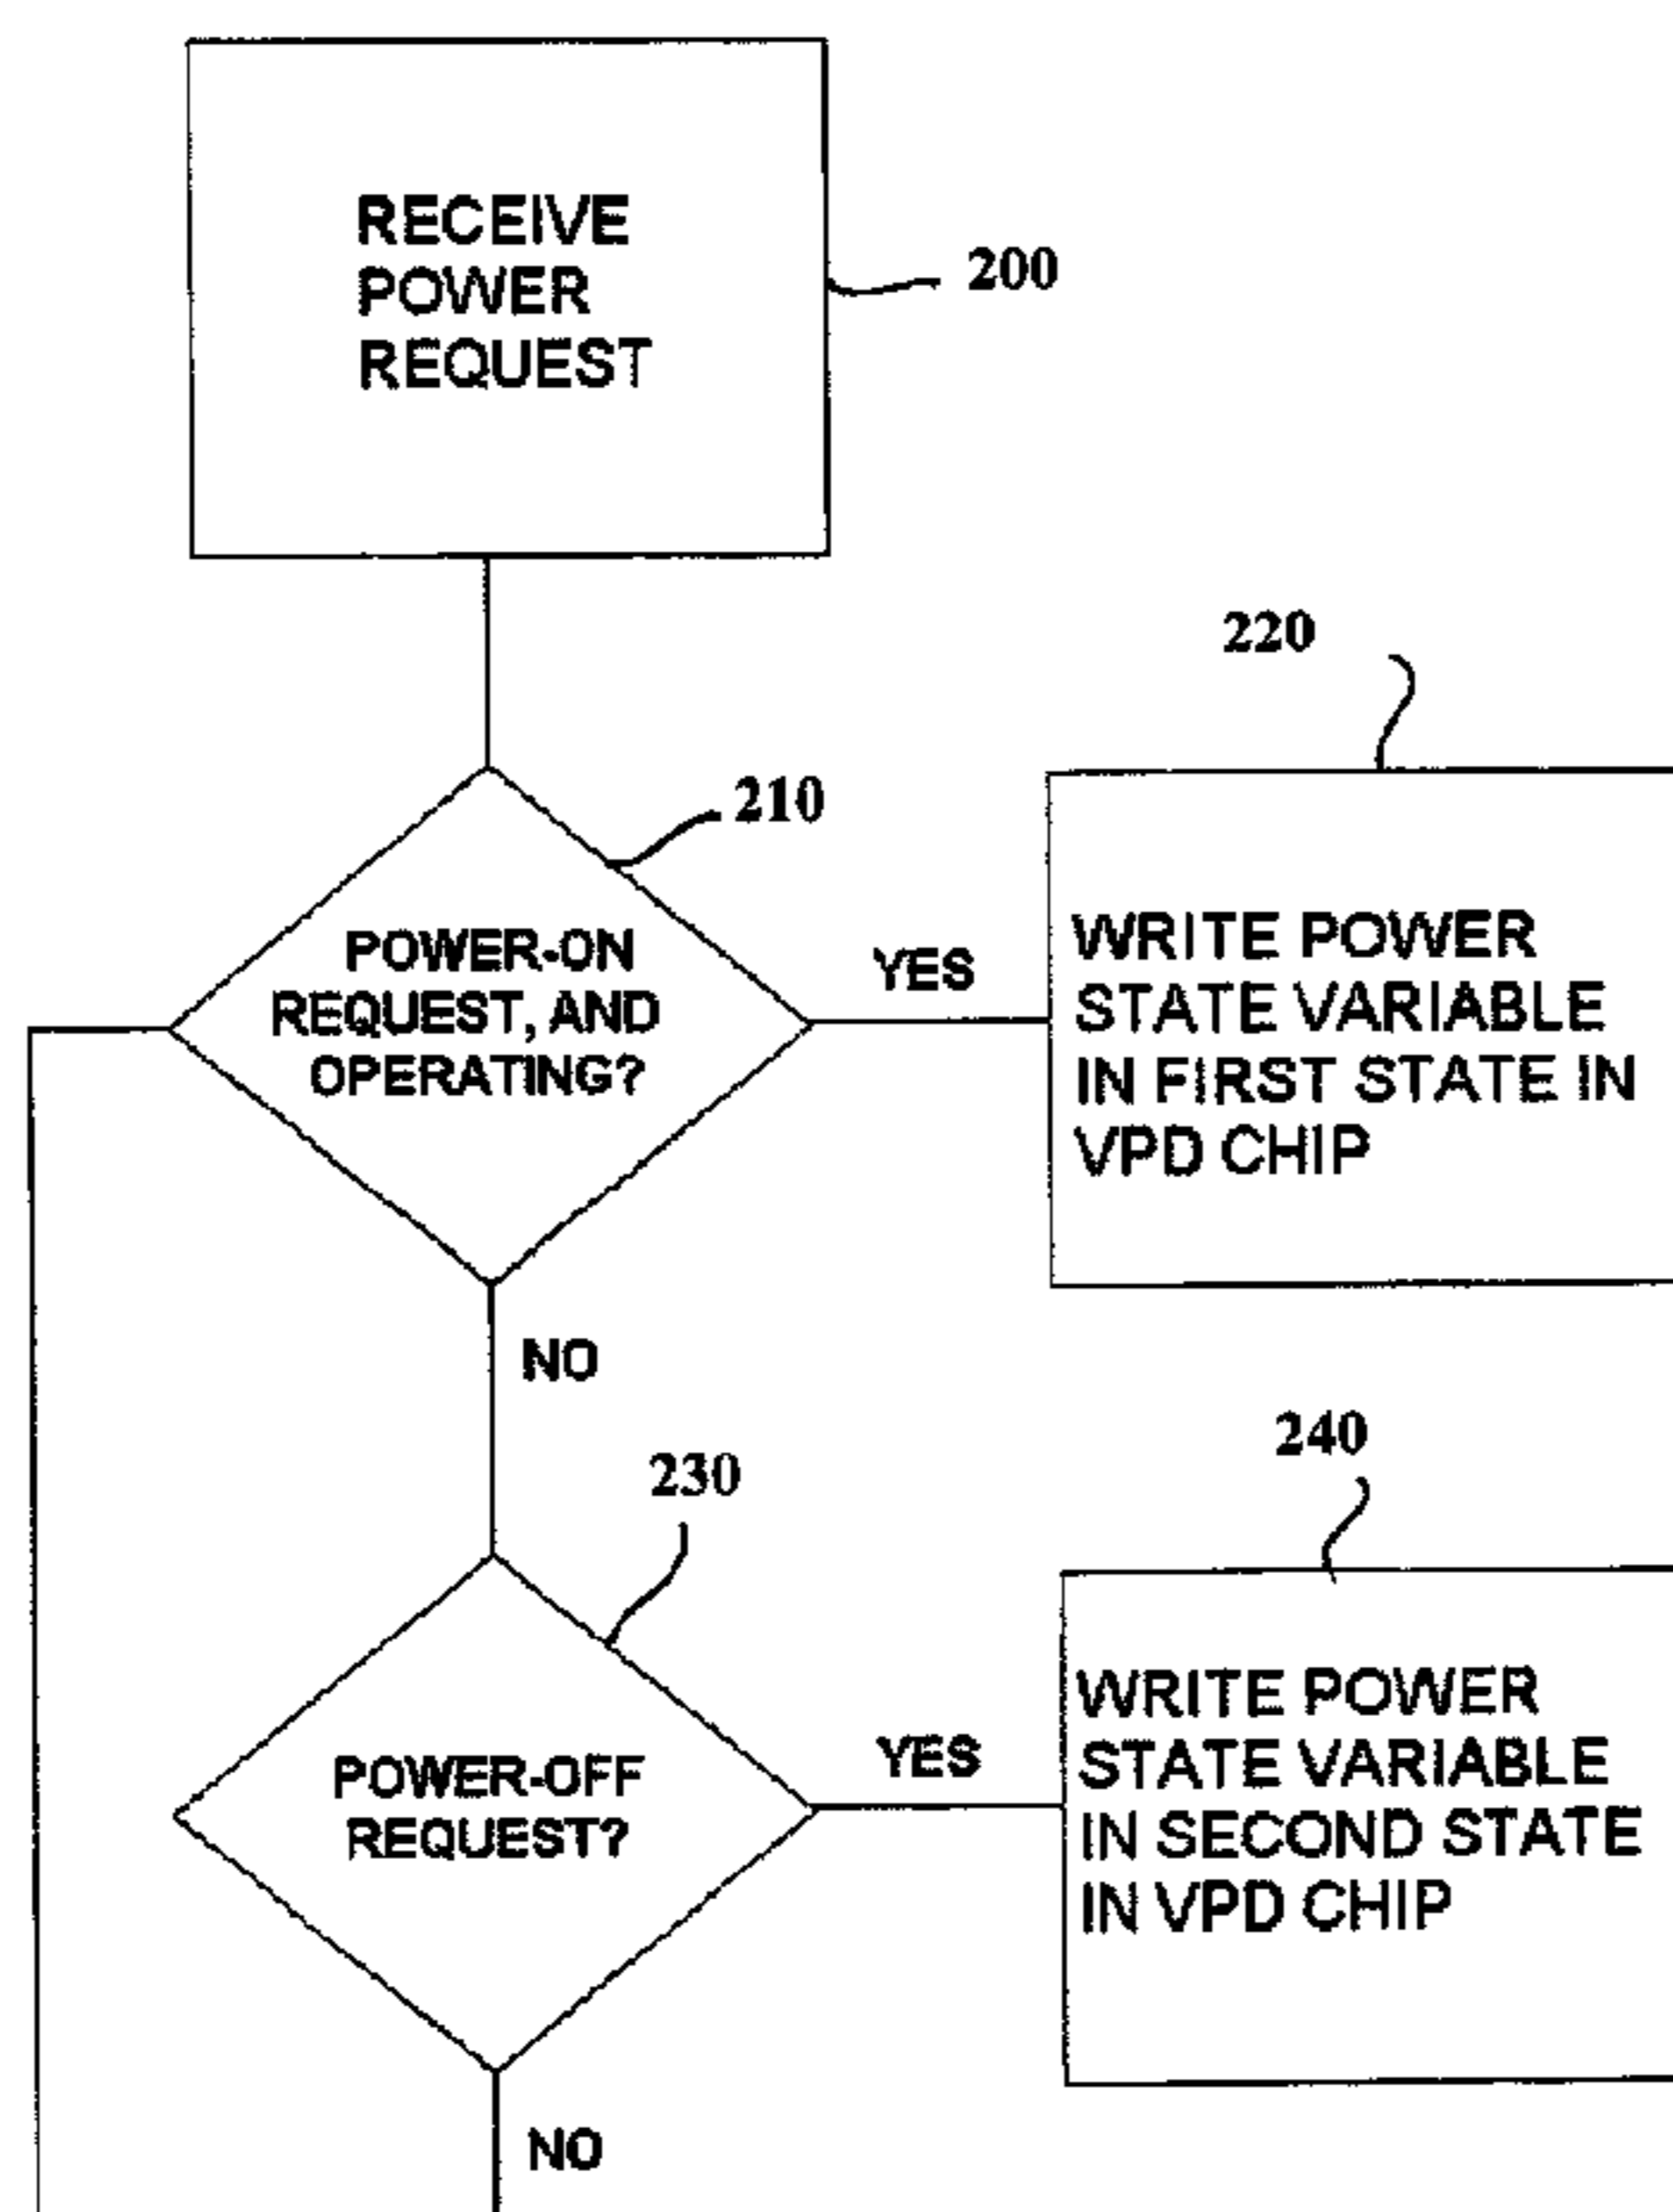 RECEIVE
POWER
REQUEST
200
220
210
POWER-ON
REQUEST, AND
OPERATING?
YES
WRITE POWER
STATE VARIABLE
IN FIRST STATE IN
VPD CHIP
NO
240
230
POWER-OFF
REQUEST?
YES
WRITE POWER
STATE VARIABLE
IN SECOND STATE
IN VPD CHIP
NO